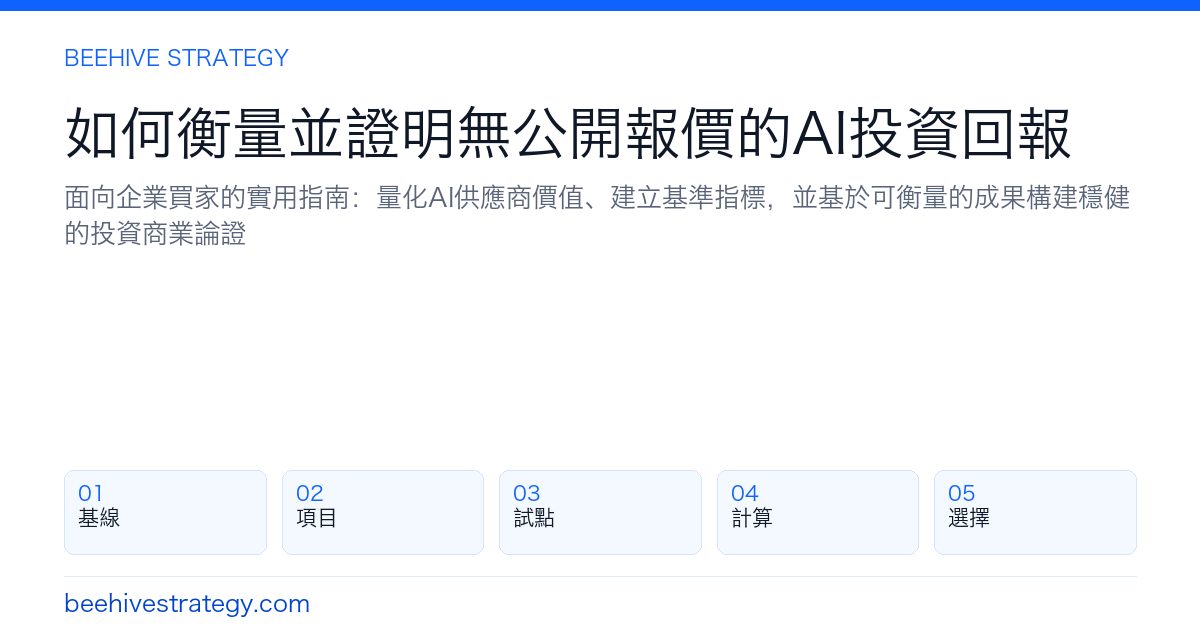 BEEHIVE STRATEGY
如何衡量並證明無公開報價的AI投資回報
面向企業買家的實用指南：量化AI供應商價值、建立基準指標，並基於可衡量的成果構建穩健
的投資商業論證
01
基線
02
項目
03
試點
04
計算
05
選擇
beehivestrategy.com